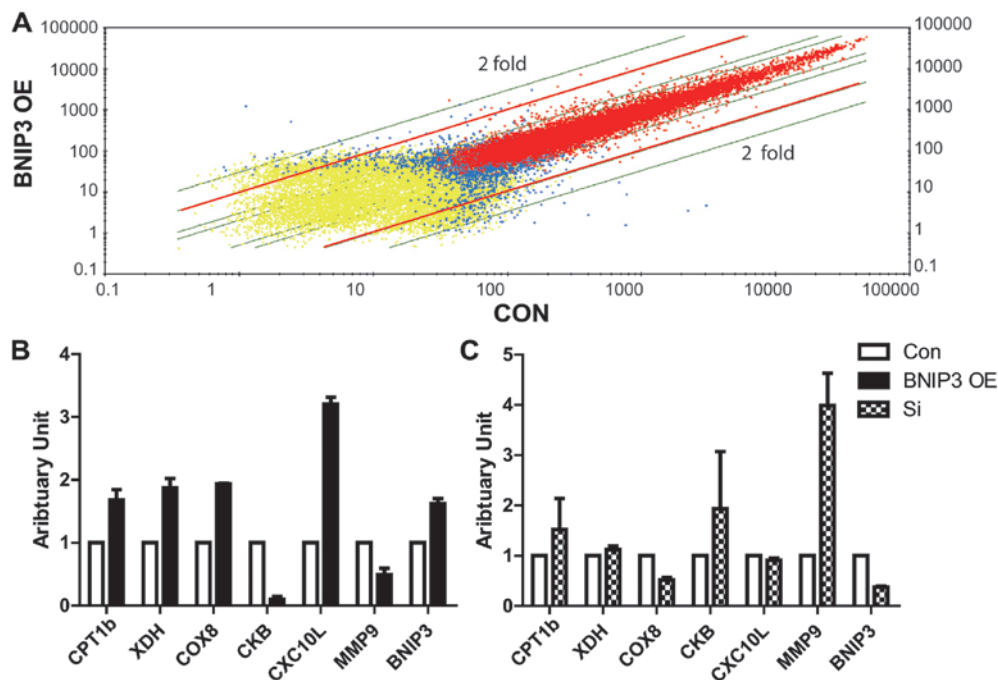 A
100000
10000
1000
100
10
1
0.1
BNIP3 OE
2 fold
2 fold
100000
10000
1000
100
10
1
0.1
0.1
1
10
100
1000
10000
100000
CON
B
4
3
2
1
0
Aribtuary Unit
CPT1b
XDH
COX8
CKB
CXC10L
MMP9
BNIP3
C
5
4
3
2
1
0
Aribtuary Unit
CPT1b
XDH
COX8
CKB
CXC10L
MMP9
BNIP3
Con
BNIP3 OE
Si